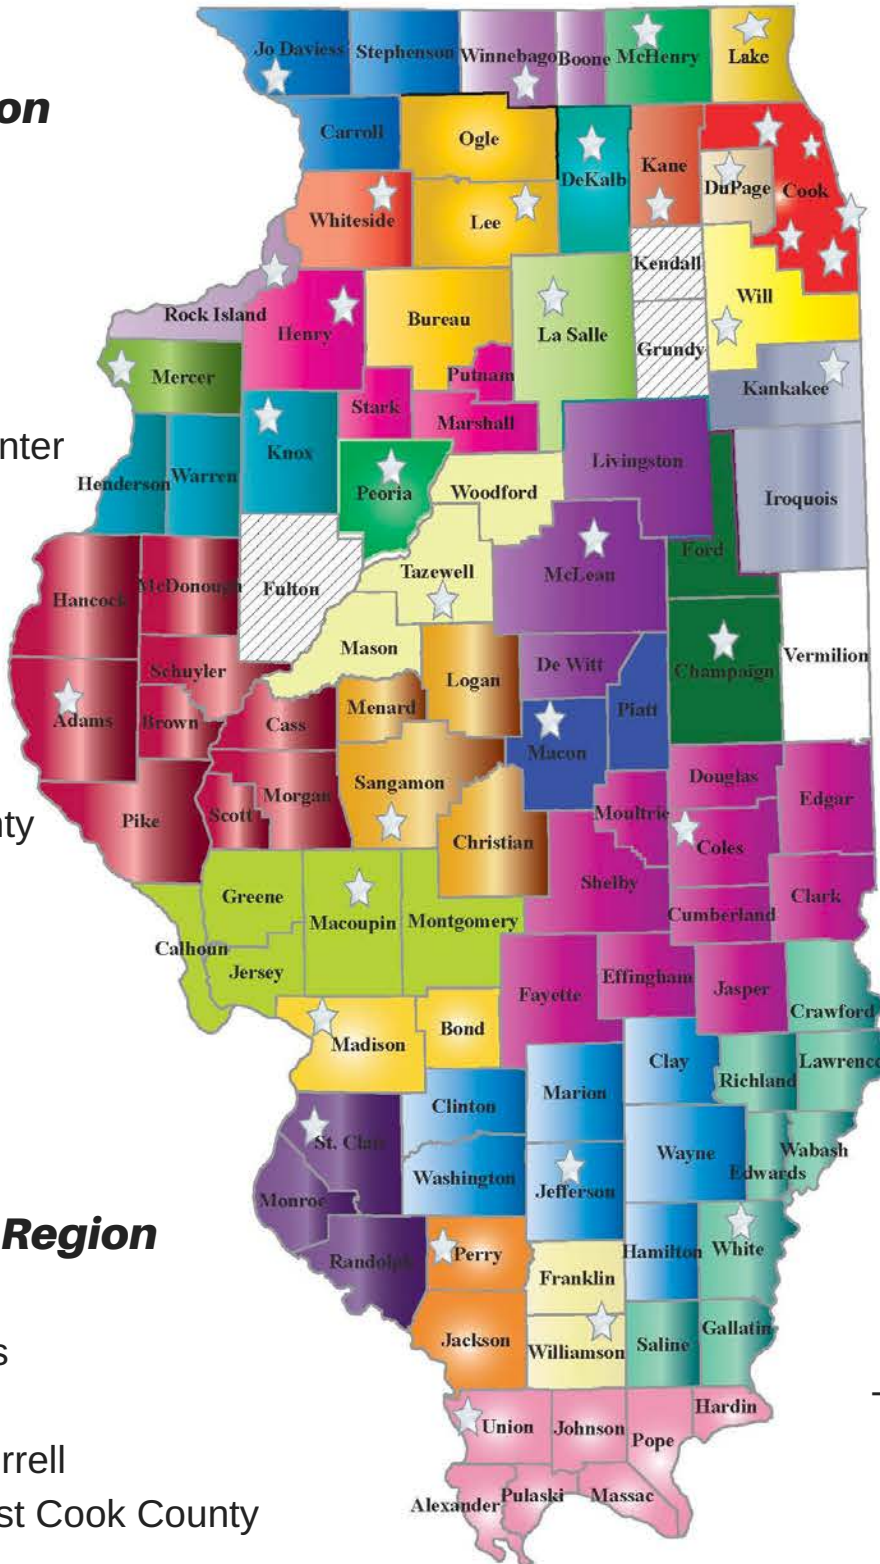 Jo Daviess Stephenson Winnebago Boone McHenry Lake
on
Carroll Ogle DeKalb Kane DuPage Cook
Whiteside Lee
Kendall
Rock Island Henry Bureau La Salle Will
Mercer Putnam Grundy Kankakee
Stark Marshall
nter
Henderson Warren Knox Peoria Woodford Livingston Iroquois
Hancock McDonough Fulton Tazewell McLean Ford
Mason Vermilion
Schuyler Logan De Witt Champaign
Adams Brown Cass Menard Piatt
Macon
Pike Scott Morgan Sangamon Douglas Edgar
nty
Christian Moultrie Coles
Greene Macoupin Montgomery Shelby Cumberland Clark
Calhoun Jersey
Fayette Effingham Jasper Crawford
Madison Bond
Clay Richland Lawrence
Clinton Marion
St. Clair Washington Wayne Edwards Wabash
Monroe Jefferson
Region
Randolph Perry Franklin Hamilton White
s
Jackson Williamson Saline Gallatin
Union Johnson Pope Hardin
rrell
Alexander Pulaski Massac
st Cook County